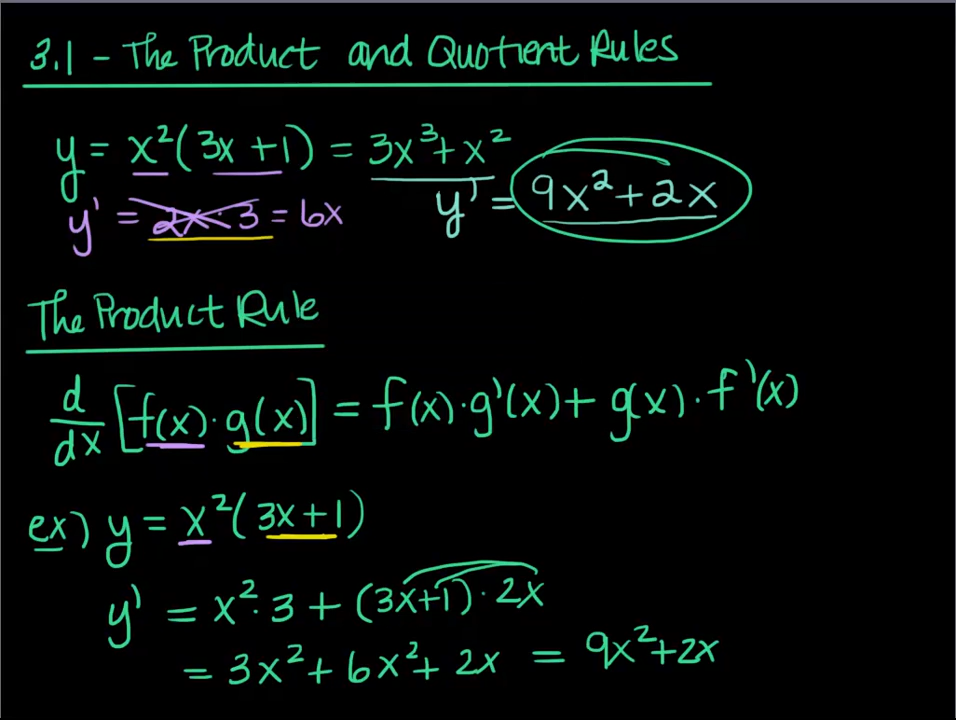 3.1 - The Product and Quotient Rules
y = x²(3x +1) = 3x³ + x²
y' = 2x · 3 = 6x    y' = 9x² + 2x
The Product Rule
d/dx [f(x) · g(x)] = f(x) · g'(x) + g(x) · f'(x)
ex) y = x²(3x+1)
y' = x² · 3 + (3x+1) · 2x
= 3x² + 6x² + 2x = 9x²+2x